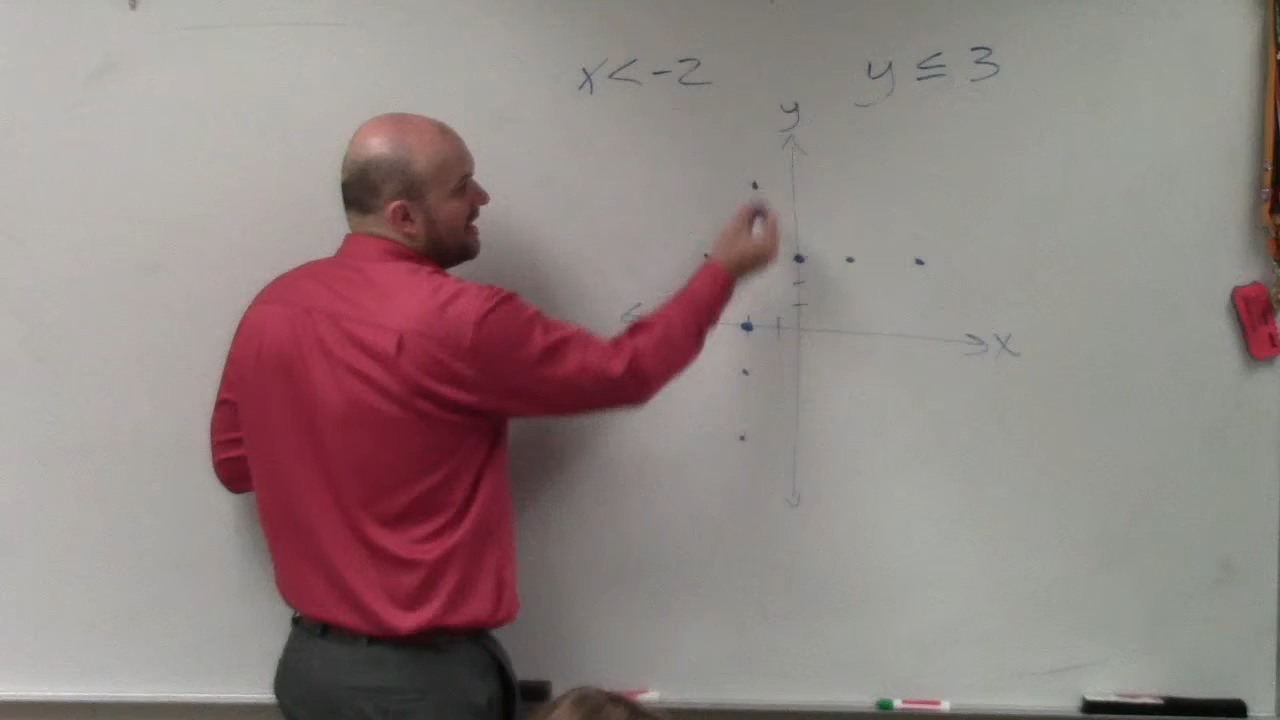 x < -2
y ≤ 3
y
x